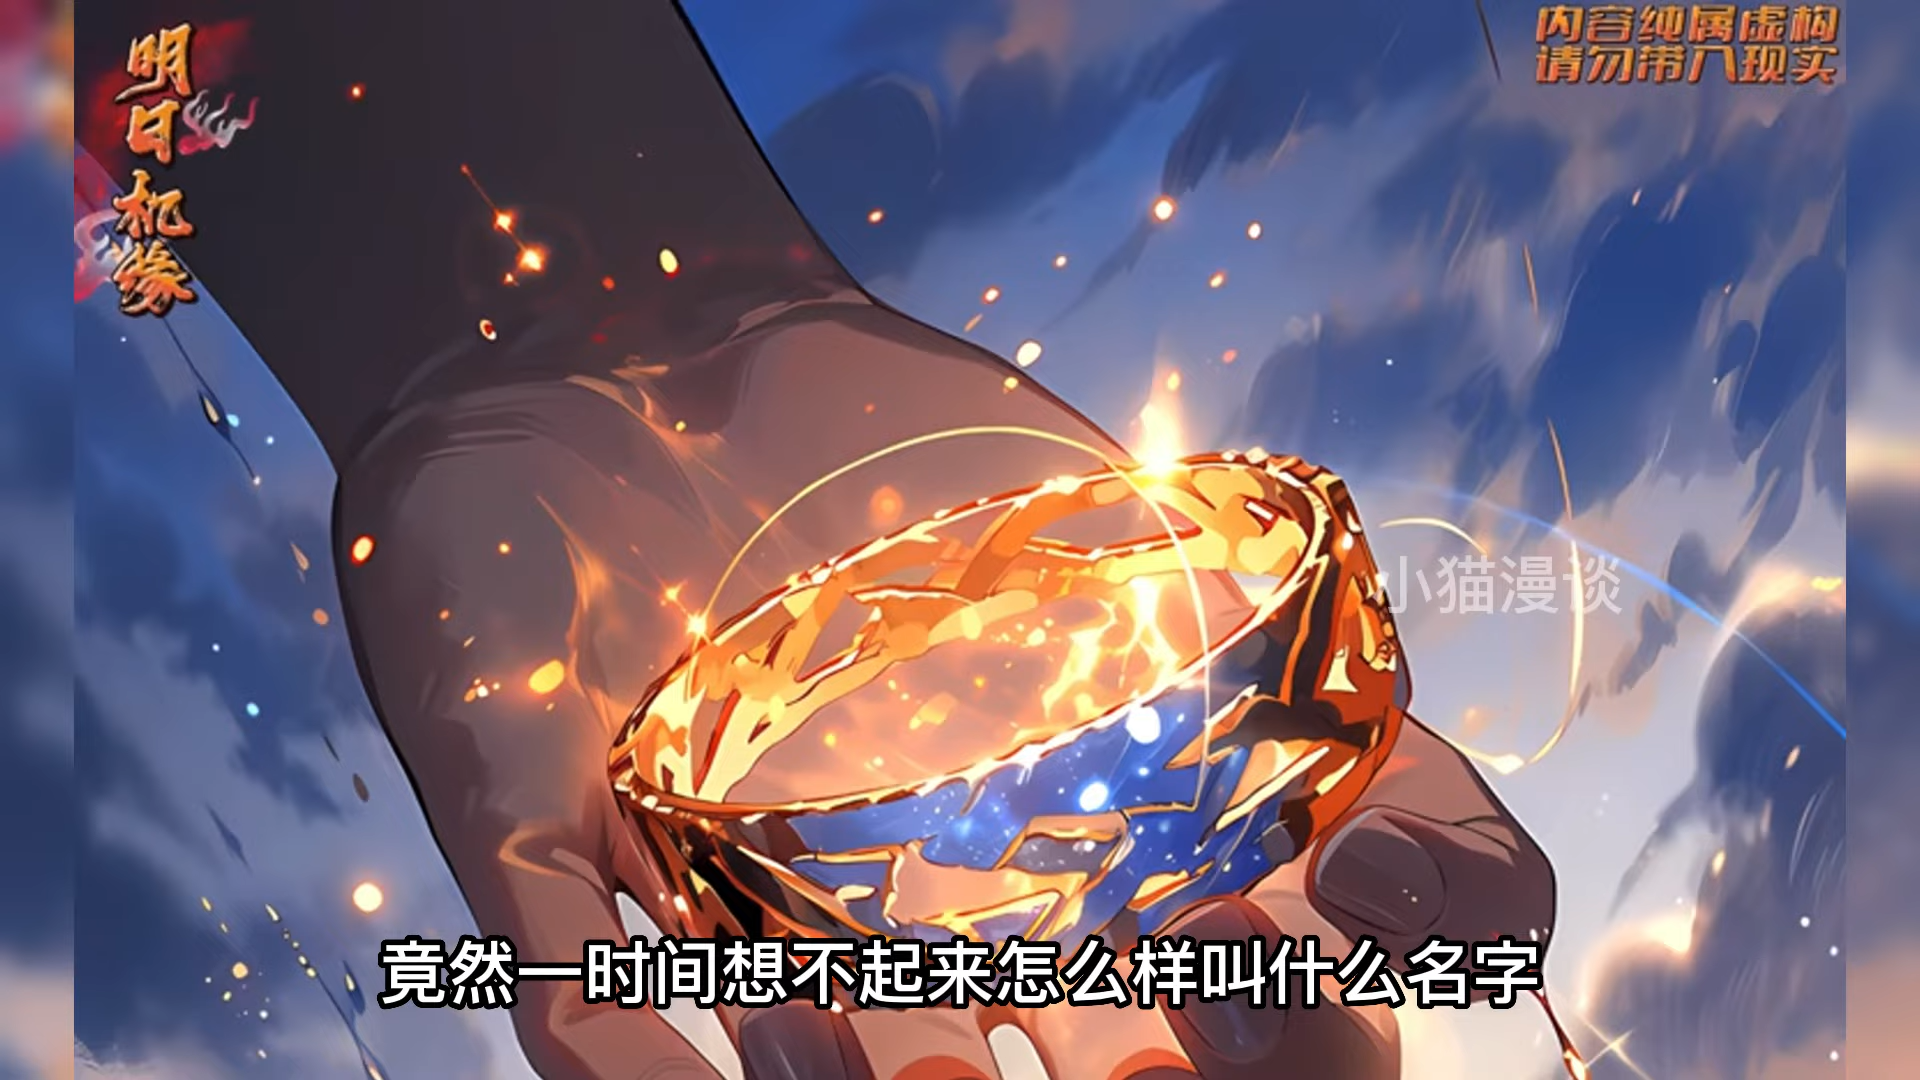 明日机缘
内容纯属虚构
请勿带入现实
小猫漫谈
竟然一时间想不起来怎么样叫什么名字